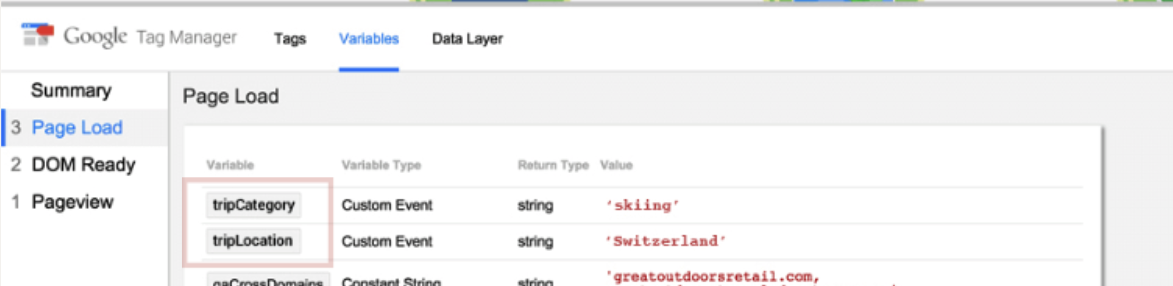 Google Tag Manager Tags Variables Data Layer
Summary
3 Page Load
2 DOM Ready
1 Pageview
Page Load
Variable Variable Type Return Type Value
tripCategory Custom Event string 'skiing'
tripLocation Custom Event string 'Switzerland'
gaCrossDomains Constant String string 'greatoutdoorsretail.com,